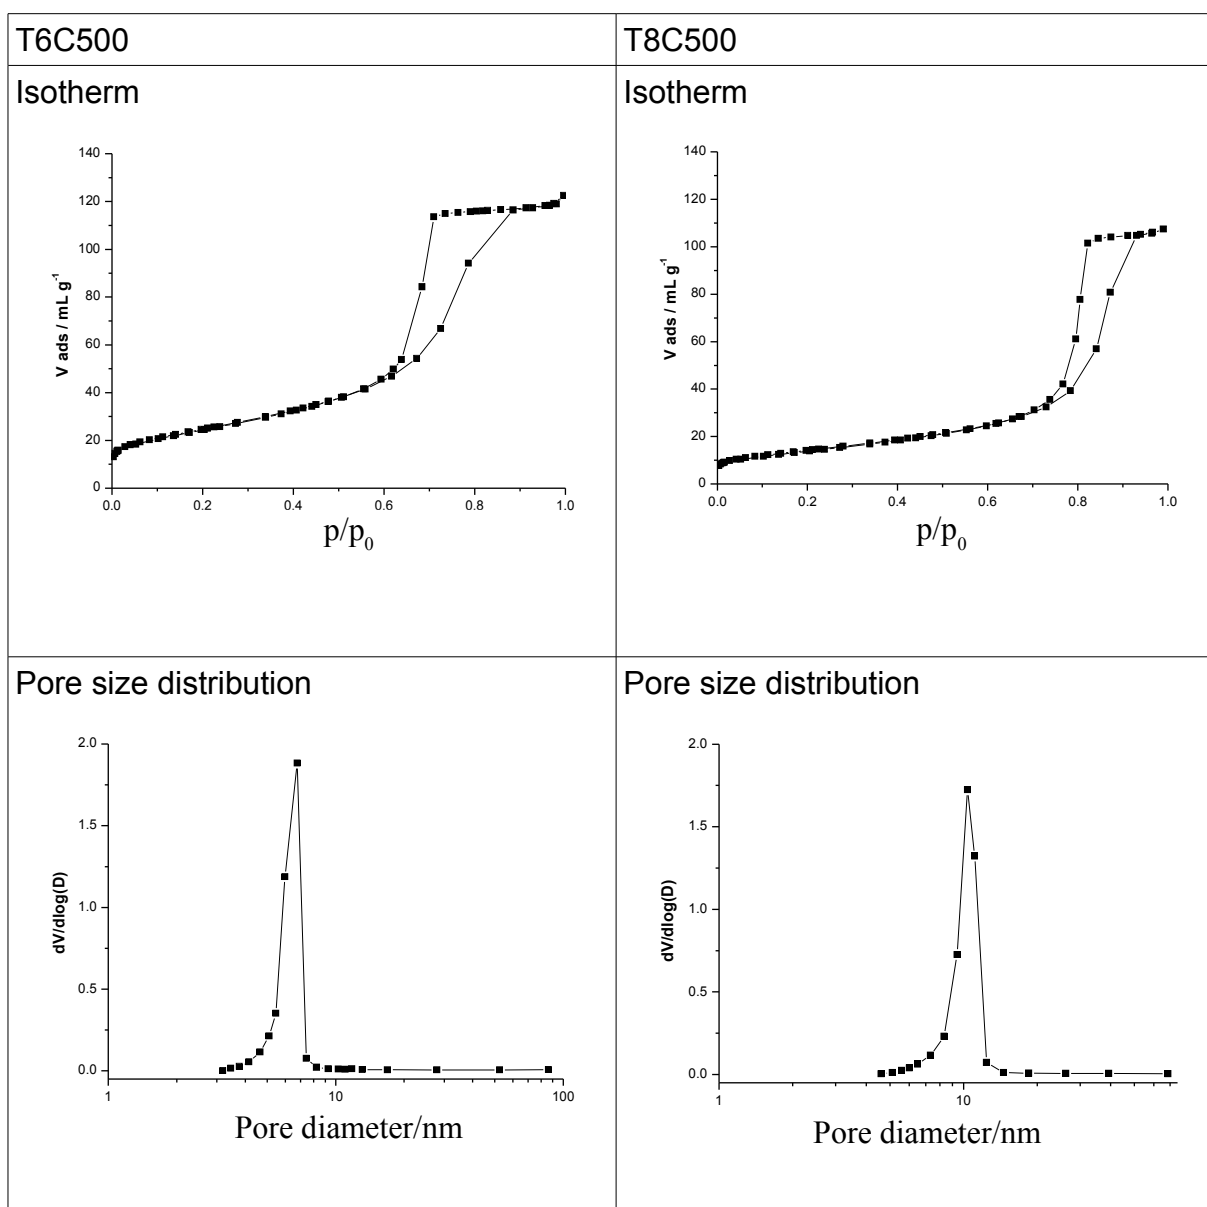 T6C500
T8C500
Isotherm
Isotherm
140
120
100
80
60
40
20
0
V ads / mL g⁻¹
0.0 0.2 0.4 0.6 0.8 1.0
p/p₀
140
120
100
80
60
40
20
0
V ads / mL g⁻¹
0.0 0.2 0.4 0.6 0.8 1.0
p/p₀
Pore size distribution
Pore size distribution
2.0
1.5
1.0
0.5
0.0
dV/dlog(D)
1 10 100
Pore diameter/nm
2.0
1.5
1.0
0.5
0.0
dV/dlog(D)
1 10
Pore diameter/nm